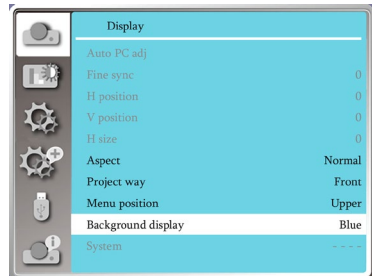 Display
Auto PC adj
Fine sync 0
H position 0
V position 0
H size 0
Aspect Normal
Project way Front
Menu position Upper
Background display Blue
System - - - -